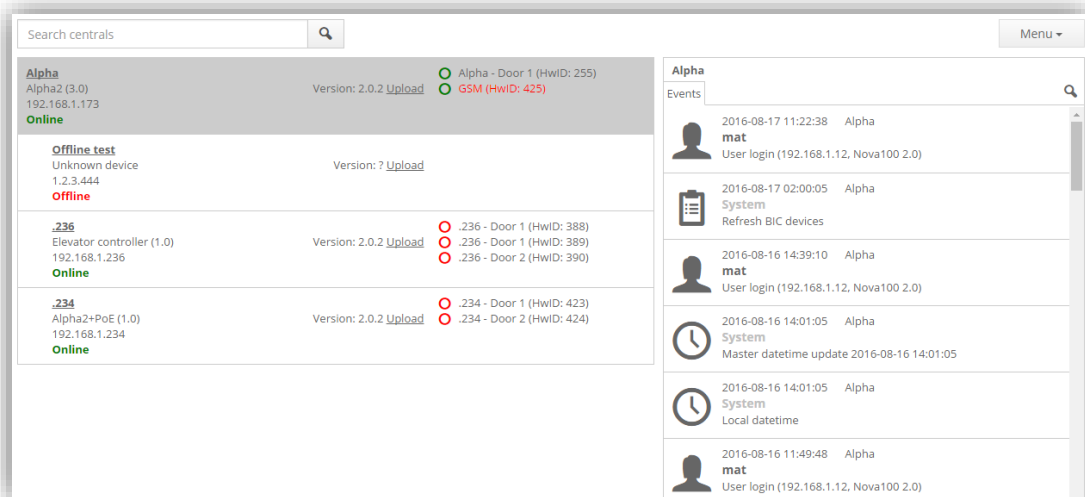 Search centrals
Menu
Alpha
Alpha2 (3.0)
192.168.1.173
Online
Version: 2.0.2 Upload
Alpha - Door 1 (HwID: 255)
GSM (HwID: 425)
Offline test
Unknown device
1.2.3.444
Offline
Version: ? Upload
.236
Elevator controller (1.0)
192.168.1.236
Online
Version: 2.0.2 Upload
.236 - Door 1 (HwID: 388)
.236 - Door 1 (HwID: 389)
.236 - Door 2 (HwID: 390)
.234
Alpha2+PoE (1.0)
192.168.1.234
Online
Version: 2.0.2 Upload
.234 - Door 1 (HwID: 423)
.234 - Door 2 (HwID: 424)
Alpha
Events
2016-08-17 11:22:38 Alpha
mat
User login (192.168.1.12, Nova100 2.0)
2016-08-17 02:00:05 Alpha
System
Refresh BIC devices
2016-08-16 14:39:10 Alpha
mat
User login (192.168.1.12, Nova100 2.0)
2016-08-16 14:01:05 Alpha
System
Master datetime update 2016-08-16 14:01:05
2016-08-16 14:01:05 Alpha
System
Local datetime
2016-08-16 11:49:48 Alpha
mat
User login (192.168.1.12, Nova100 2.0)